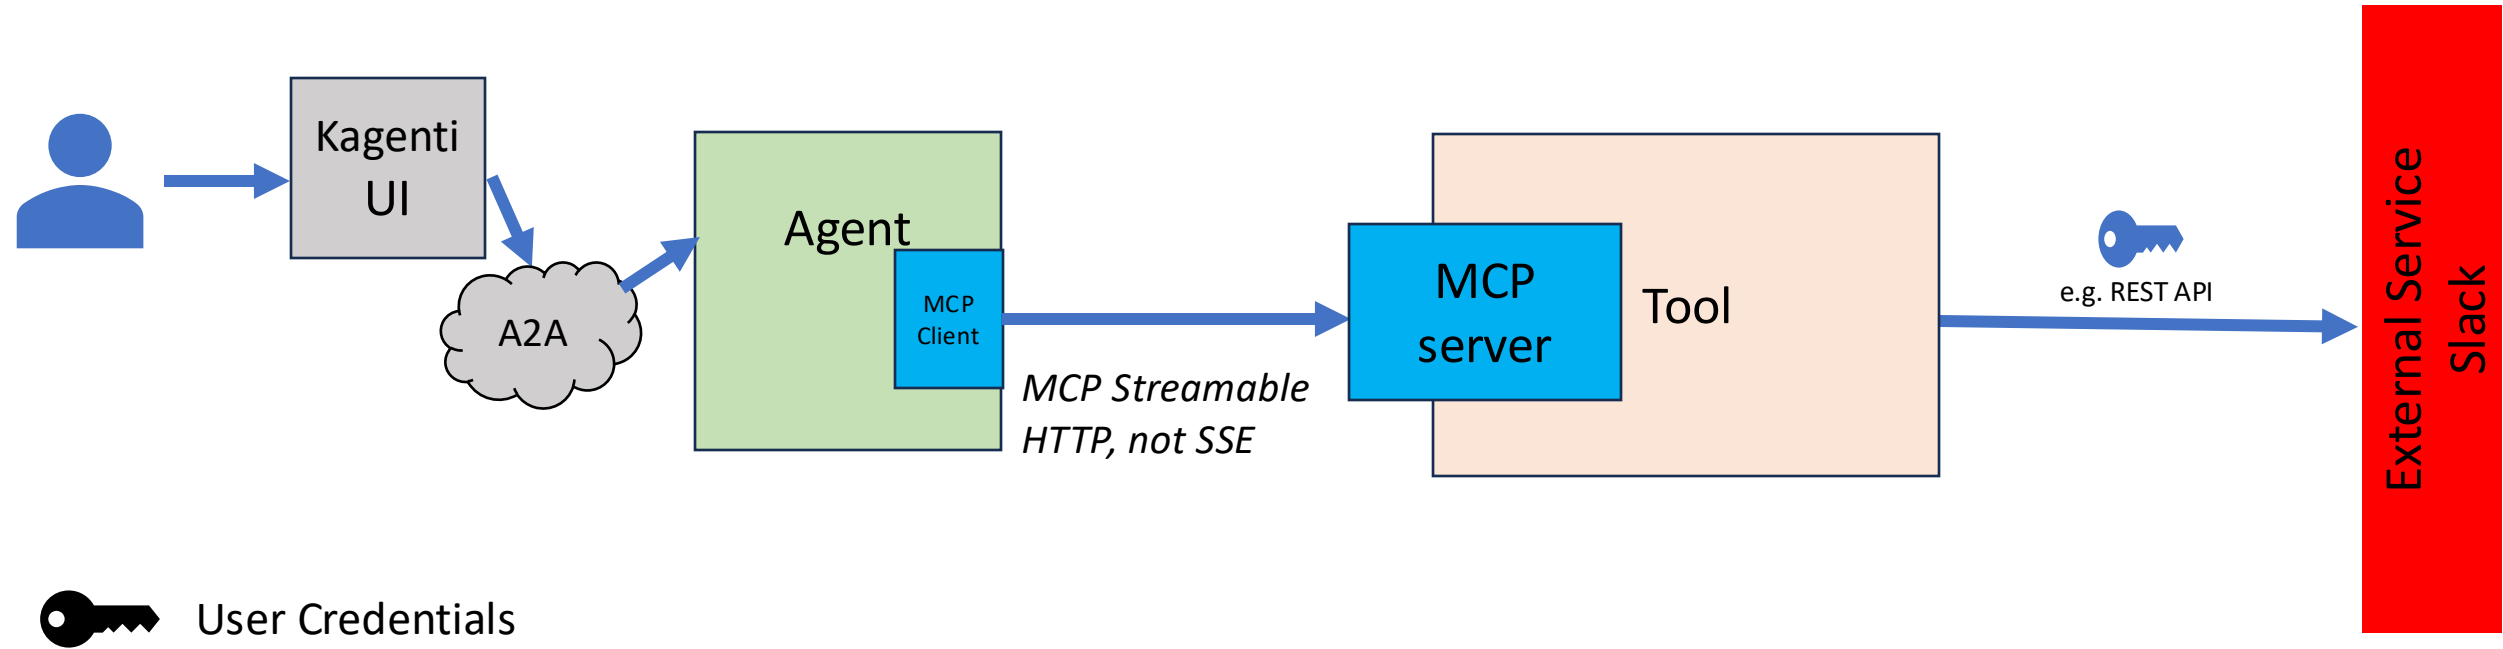 Kagenti
UI
A2A
Agent
MCP
Client
MCP Streamable
HTTP, not SSE
MCP
server
Tool
e.g. REST API
External Service
Slack
User Credentials